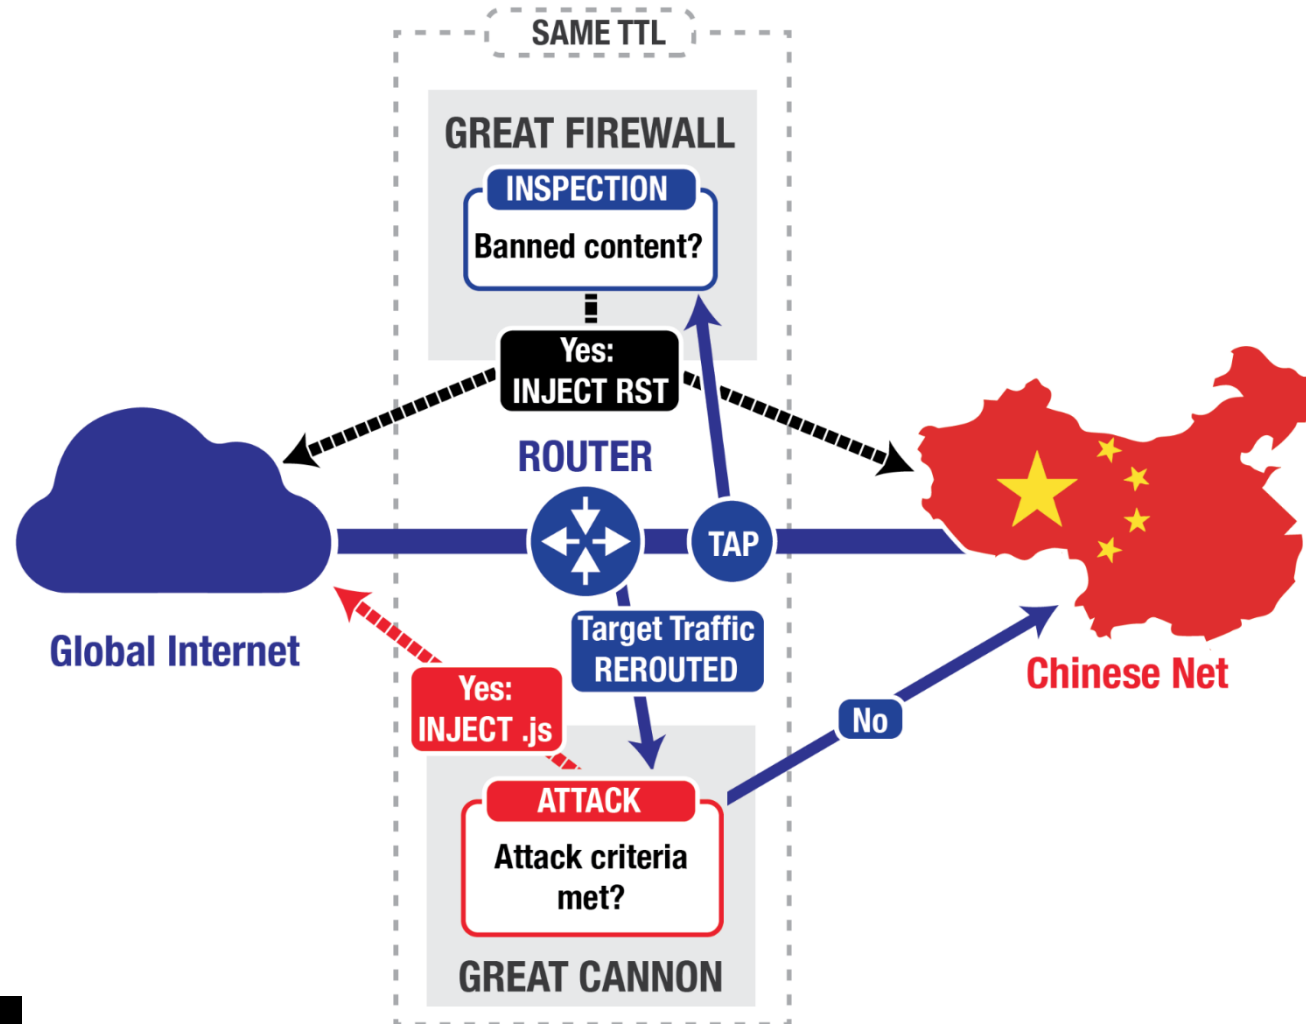 SAME TTL
GREAT FIREWALL
INSPECTION
Banned content?
Yes:
INJECT RST
ROUTER
TAP
Global Internet
Target Traffic
REROUTED
Chinese Net
Yes:
INJECT .js
No
ATTACK
Attack criteria
met?
GREAT CANNON